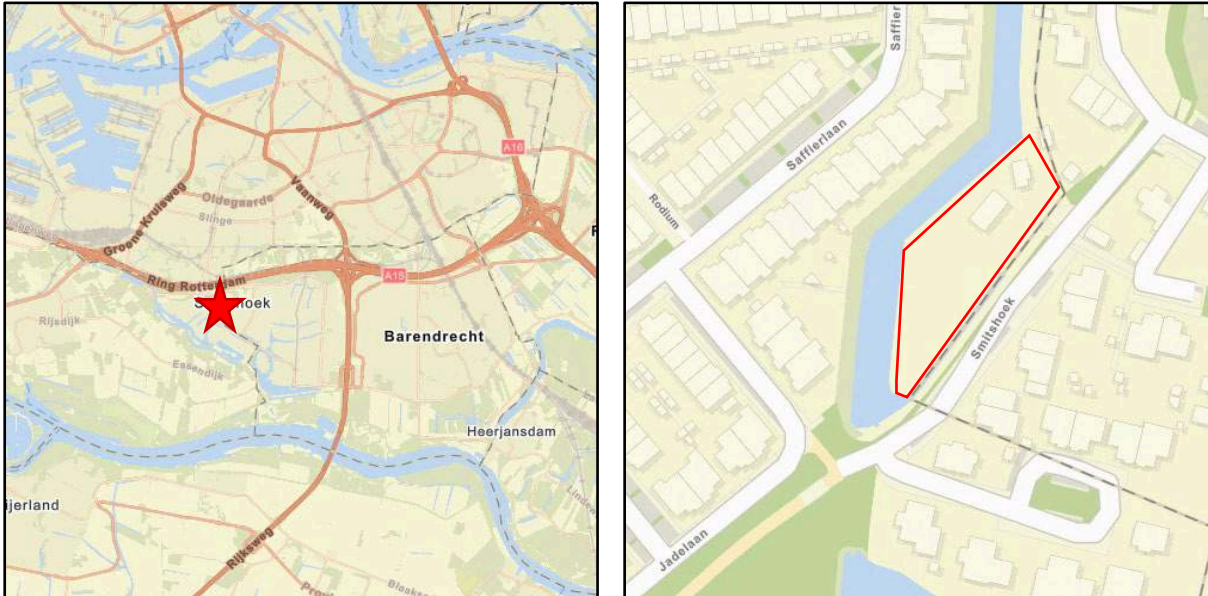 A16
Oldegaarde
Slinge
Vaanweg
Groene Kruisweg
Ring Rotterdam
A15
Rijsdijk
Barendrecht
Essendijk
Heerjansdam
ijerland
Rijksweg
Saffier
Saffierlaan
Rodium
Smitshoek
Jadelaan